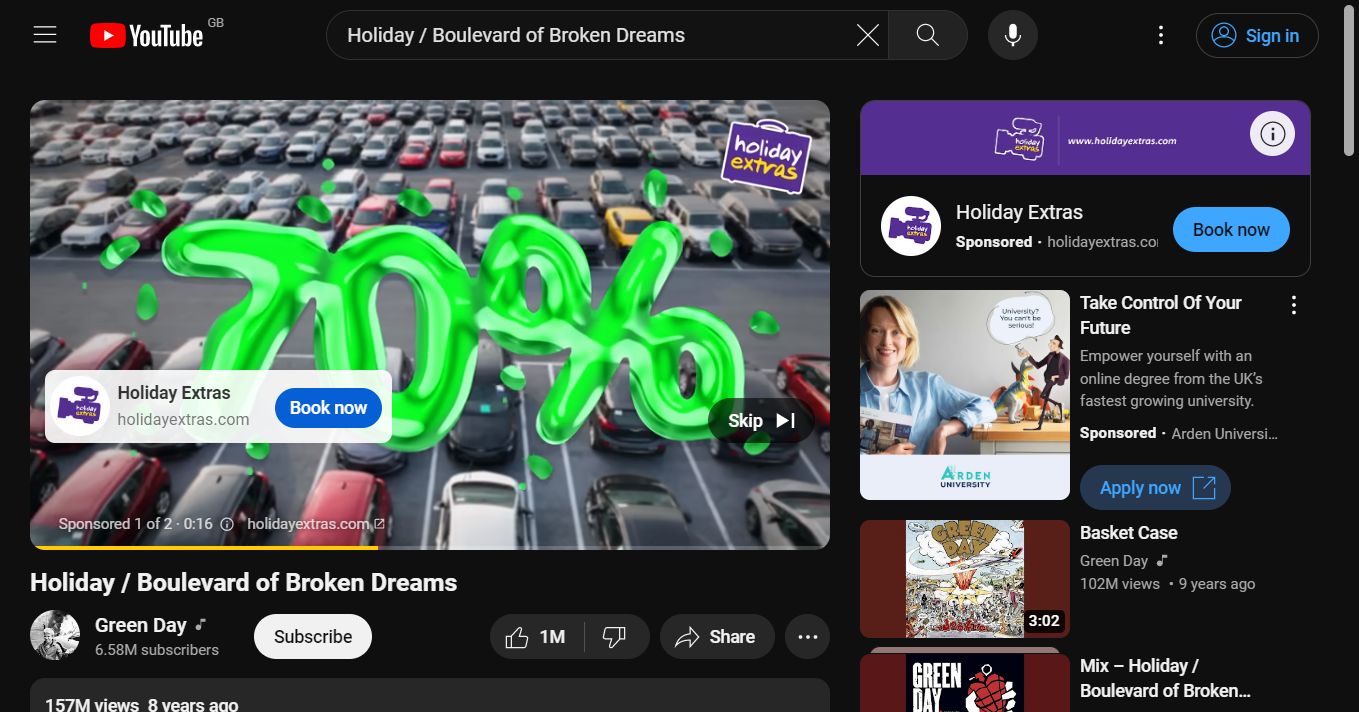 YouTube GB
Holiday / Boulevard of Broken Dreams
Sign in
holiday
extras
70%
Holiday Extras
holidayextras.com
Book now
Skip
Sponsored 1 of 2 · 0:16 holidayextras.com
Holiday / Boulevard of Broken Dreams
Green Day
6.58M subscribers
Subscribe
1M
Share
157M views 8 years ago
holiday
extras
www.holidayextras.com
holiday
extras
Holiday Extras
Sponsored · holidayextras.co
Book now
University?
You can't be
serious!
ARDEN
UNIVERSITY
Take Control Of Your
Future
Empower yourself with an
online degree from the UK's
fastest growing university.
Sponsored · Arden Universi...
Apply now
GREEN
DAY
3:02
Basket Case
Green Day
102M views • 9 years ago
GREEN
DAY
Mix – Holiday /
Boulevard of Broken...